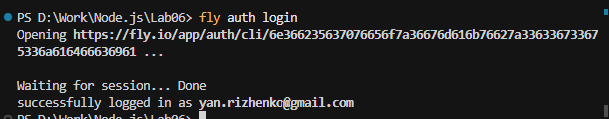 PS D:\Work\Node.js\Lab06> fly auth login
Opening https://fly.io/app/auth/cli/6e366235637076656f7a36676d616b76627a33633673367
5336a616466636961 ...
Waiting for session... Done
successfully logged in as yan.rizhenko@gmail.com
PS D:\Work\Node.js\Lab06>